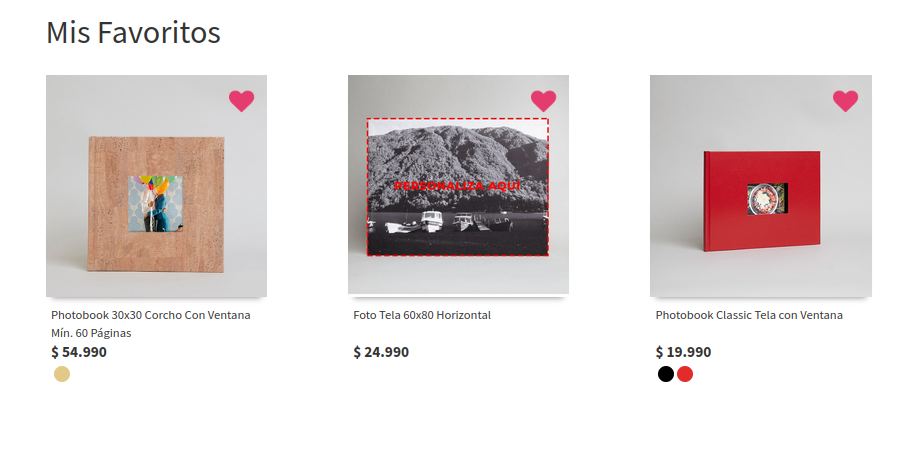 Mis Favoritos
PERZONALIZA AQUÍ
Photobook 30x30 Corcho Con Ventana
Mín. 60 Páginas
$ 54.990
Foto Tela 60x80 Horizontal
$ 24.990
Photobook Classic Tela con Ventana
$ 19.990